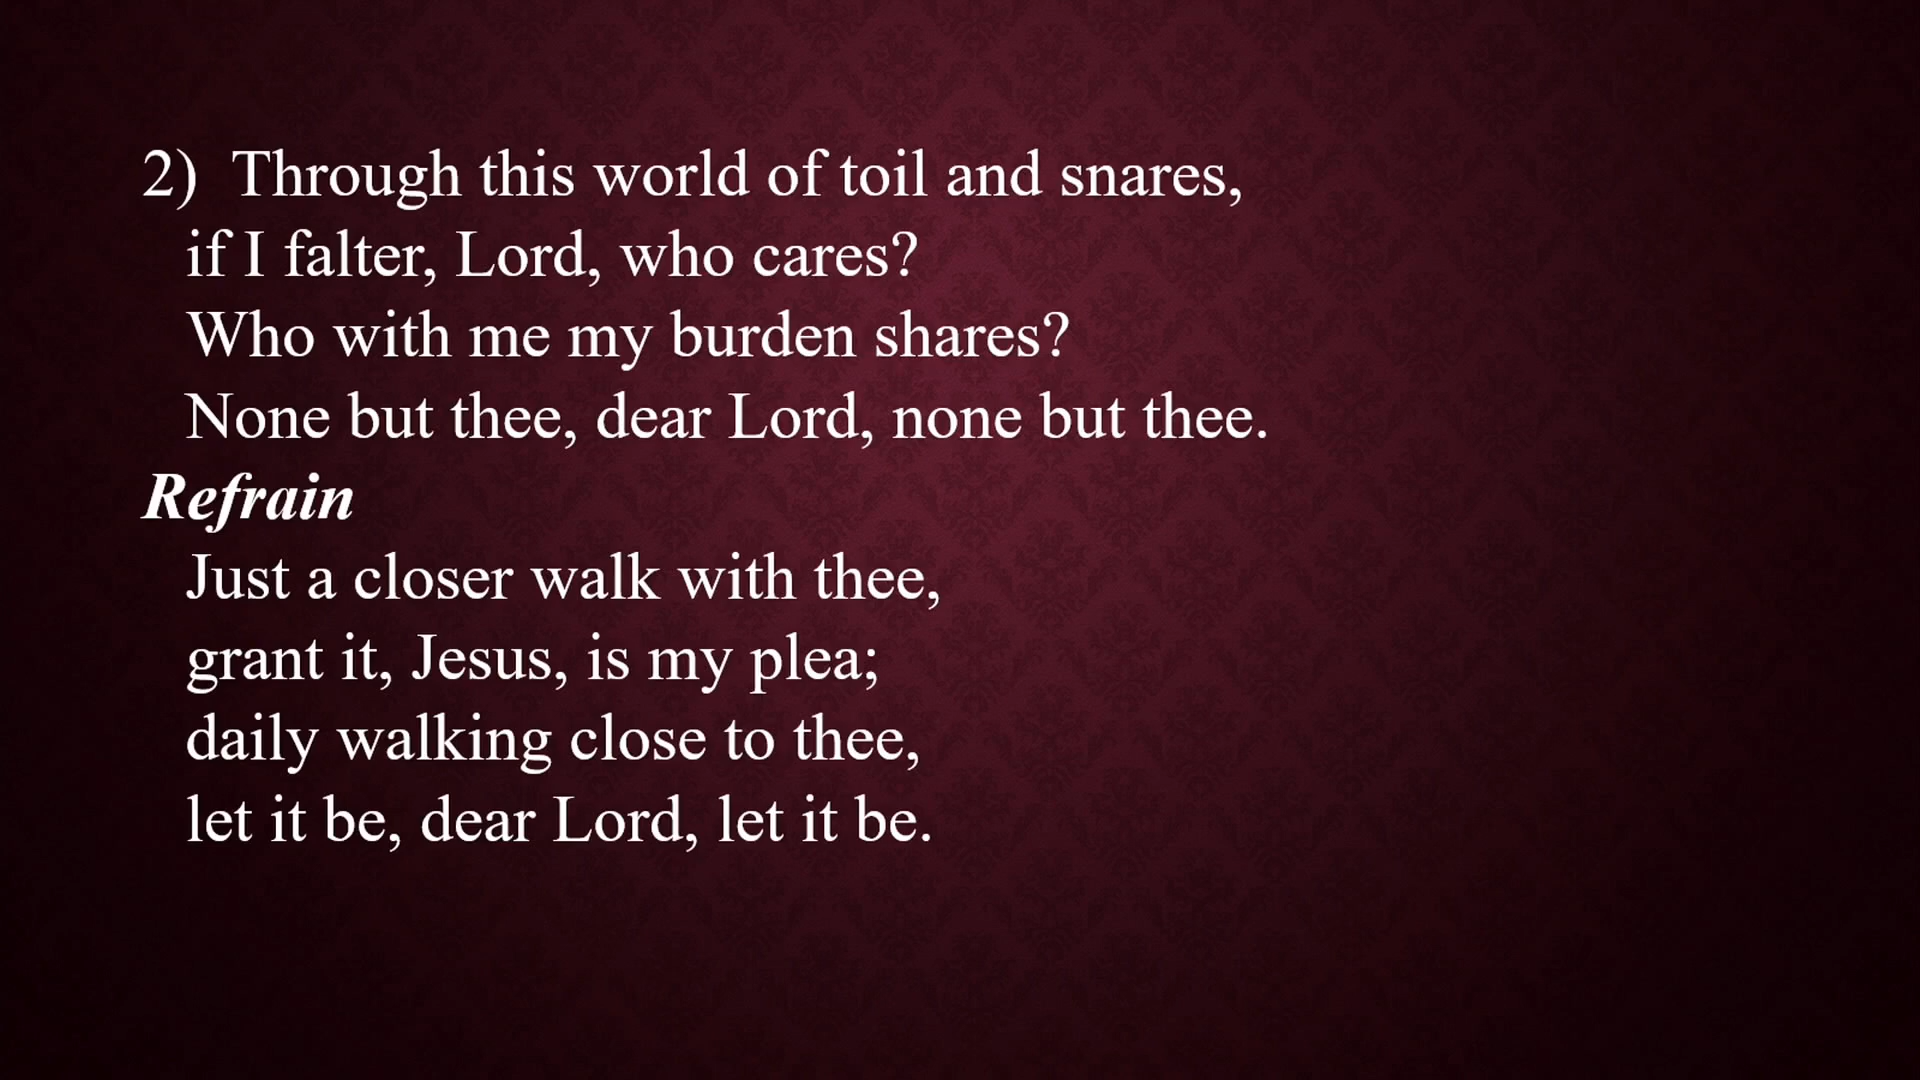 2)  Through this world of toil and snares,
if I falter, Lord, who cares?
Who with me my burden shares?
None but thee, dear Lord, none but thee.
Refrain
Just a closer walk with thee,
grant it, Jesus, is my plea;
daily walking close to thee,
let it be, dear Lord, let it be.